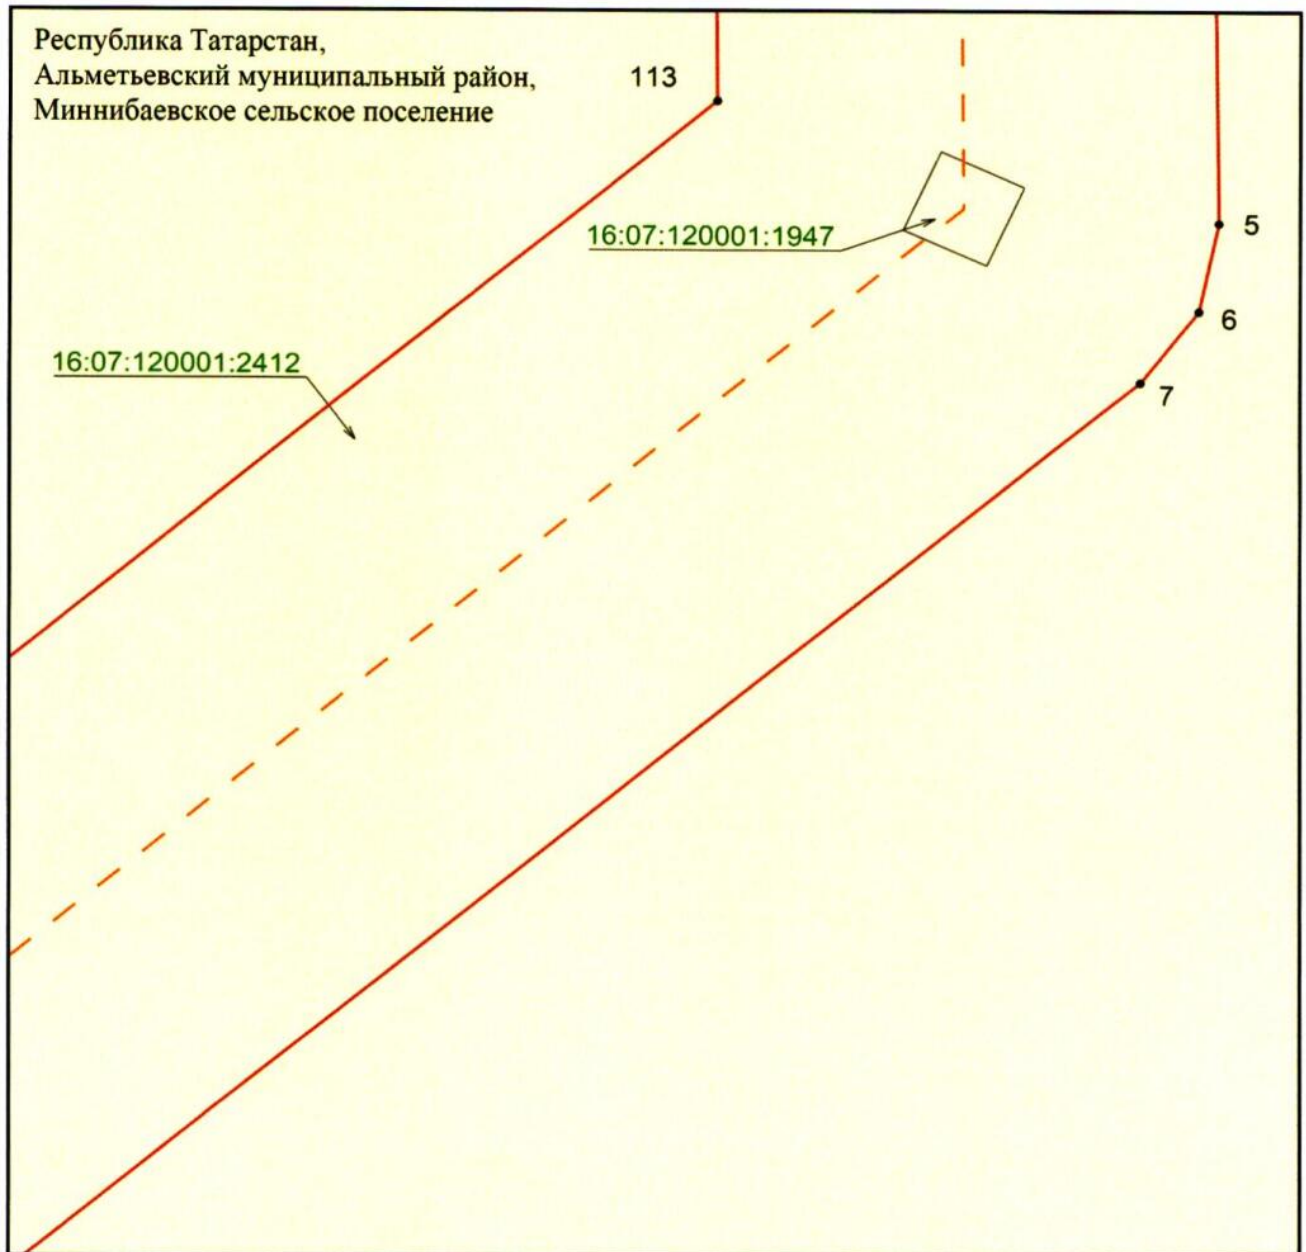 Республика Татарстан,
Альметьевский муниципальный район,
Миннибаевское сельское поселение
113
16:07:120001:1947
5
6
16:07:120001:2412
7